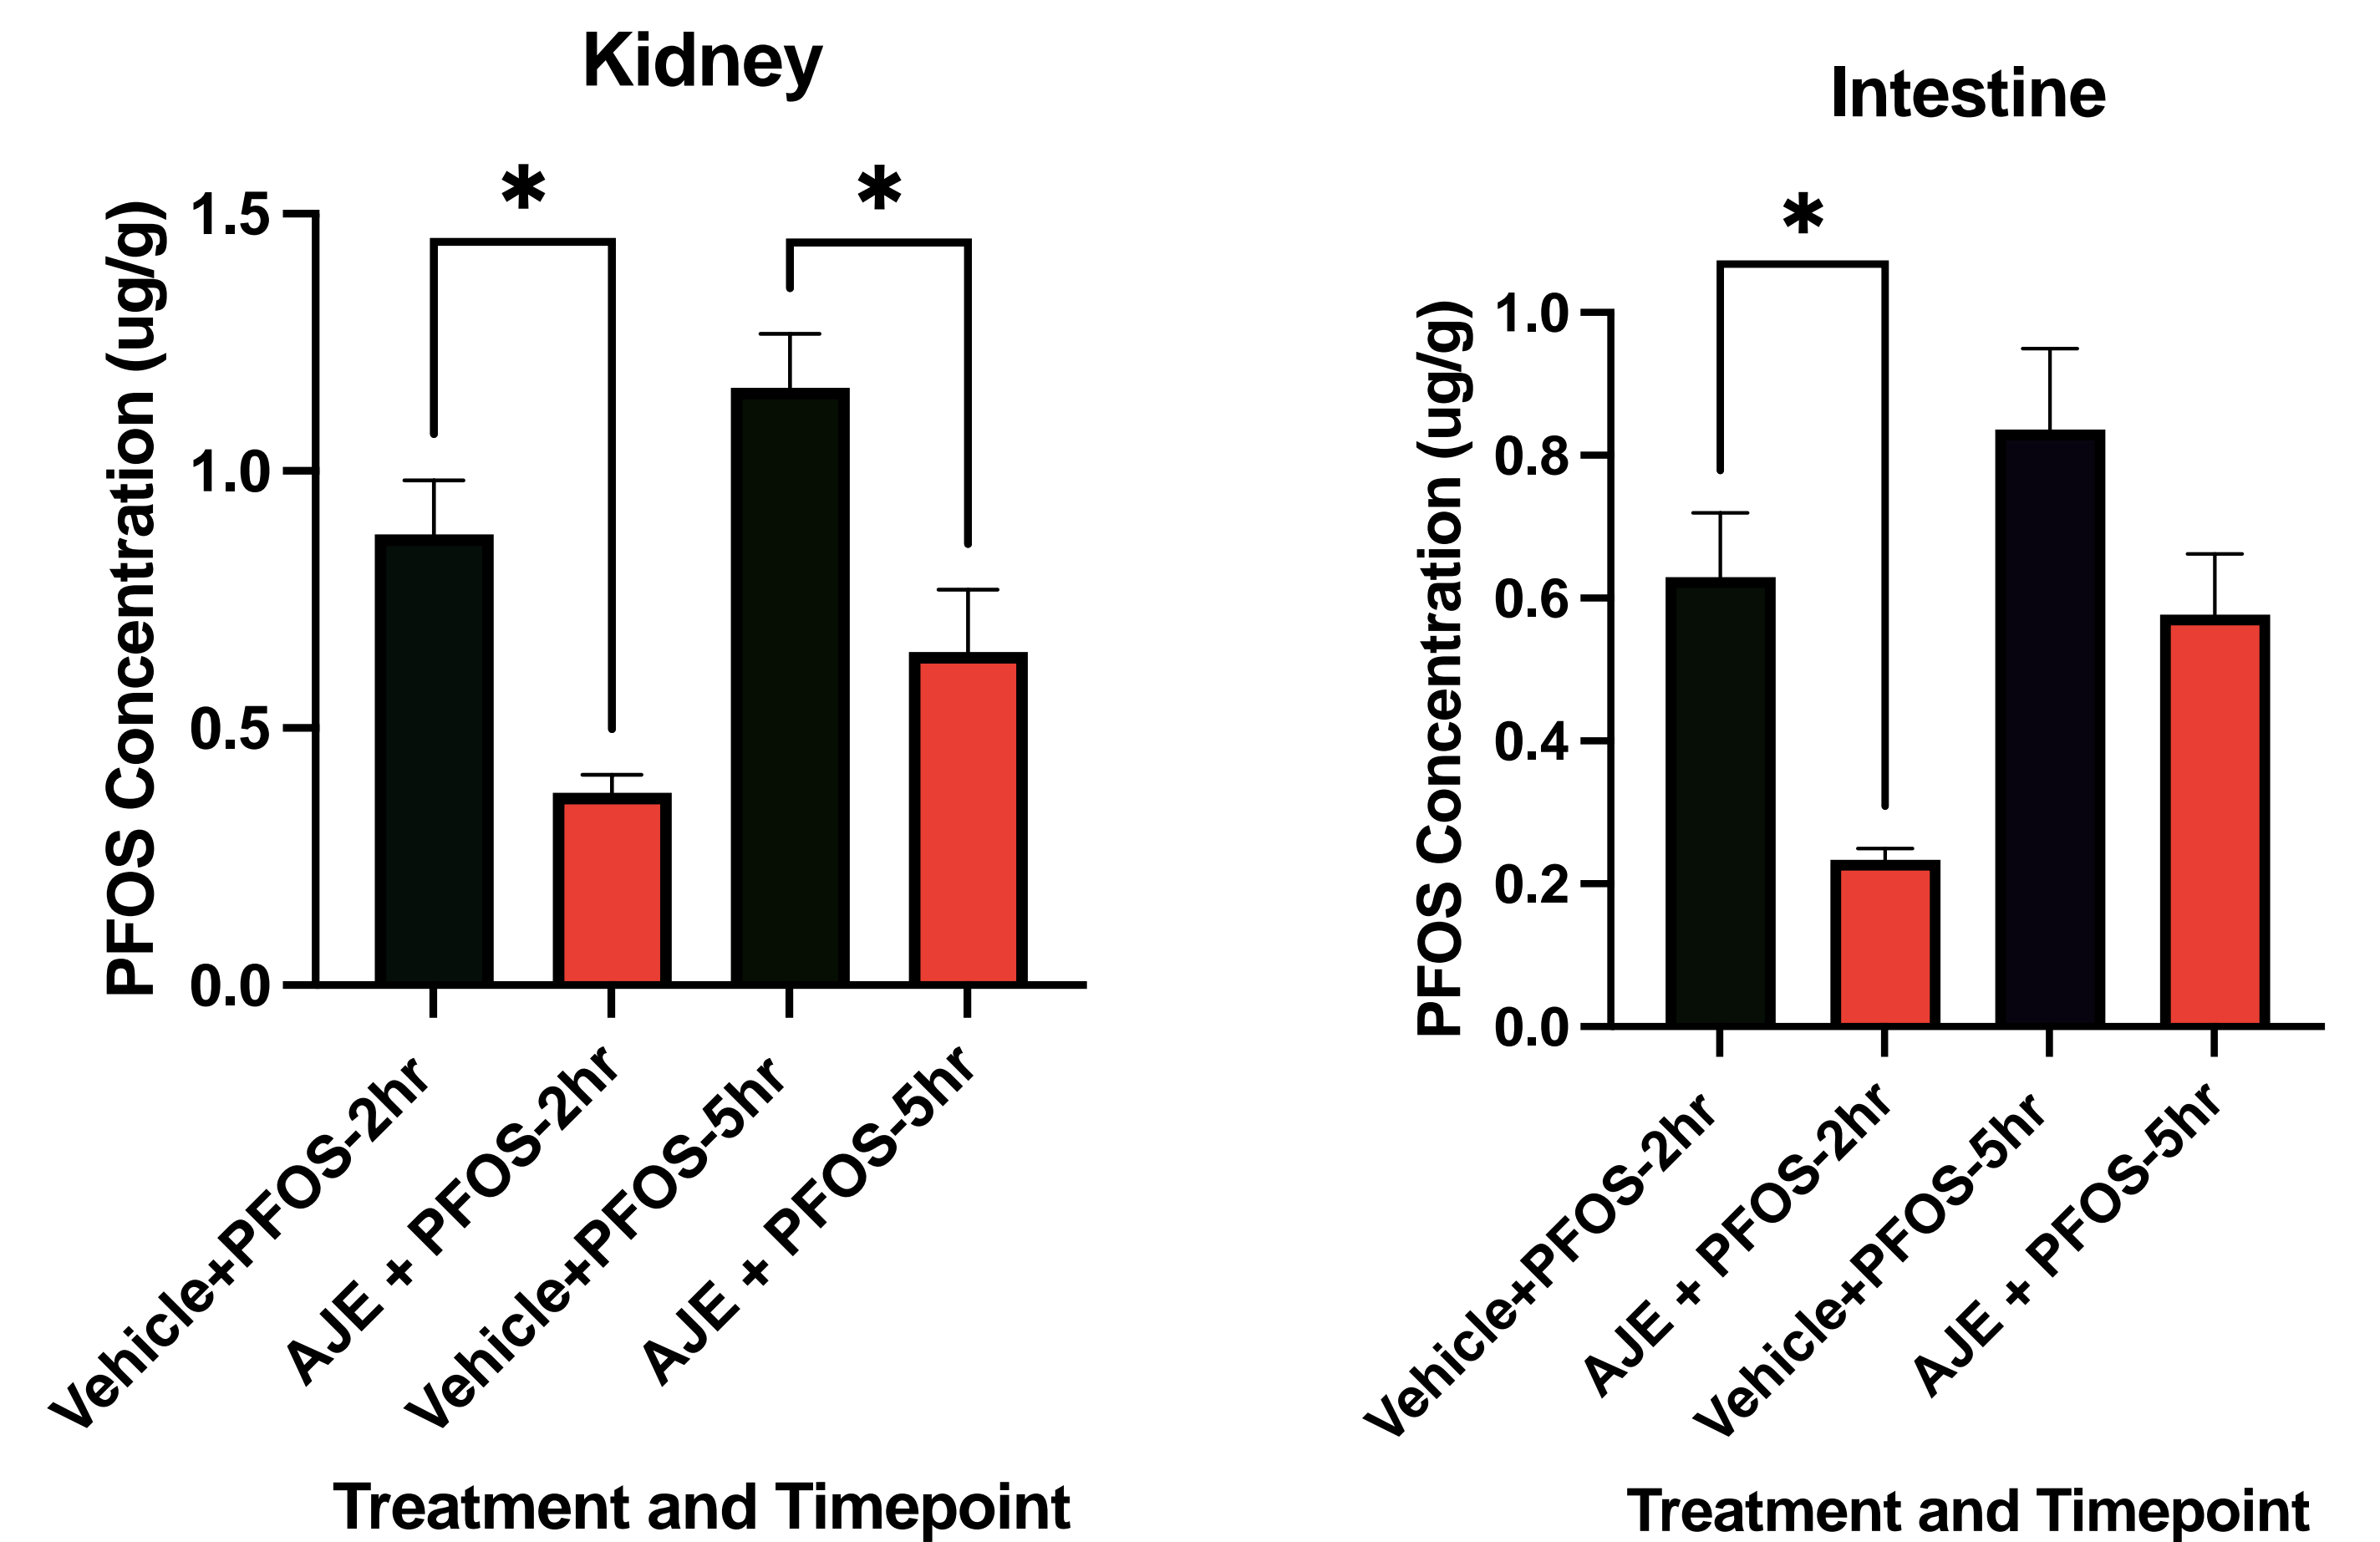 Kidney
*
*
PFOS Concentration (ug/g)
1.5
1.0
0.5
0.0
Vehicle+PFOS-2hr
AJE + PFOS-2hr
Vehicle+PFOS-5hr
AJE + PFOS-5hr
Treatment and Timepoint
Intestine
*
PFOS Concentration (ug/g)
1.0
0.8
0.6
0.4
0.2
0.0
Vehicle+PFOS-2hr
AJE + PFOS-2hr
Vehicle+PFOS-5hr
AJE + PFOS-5hr
Treatment and Timepoint